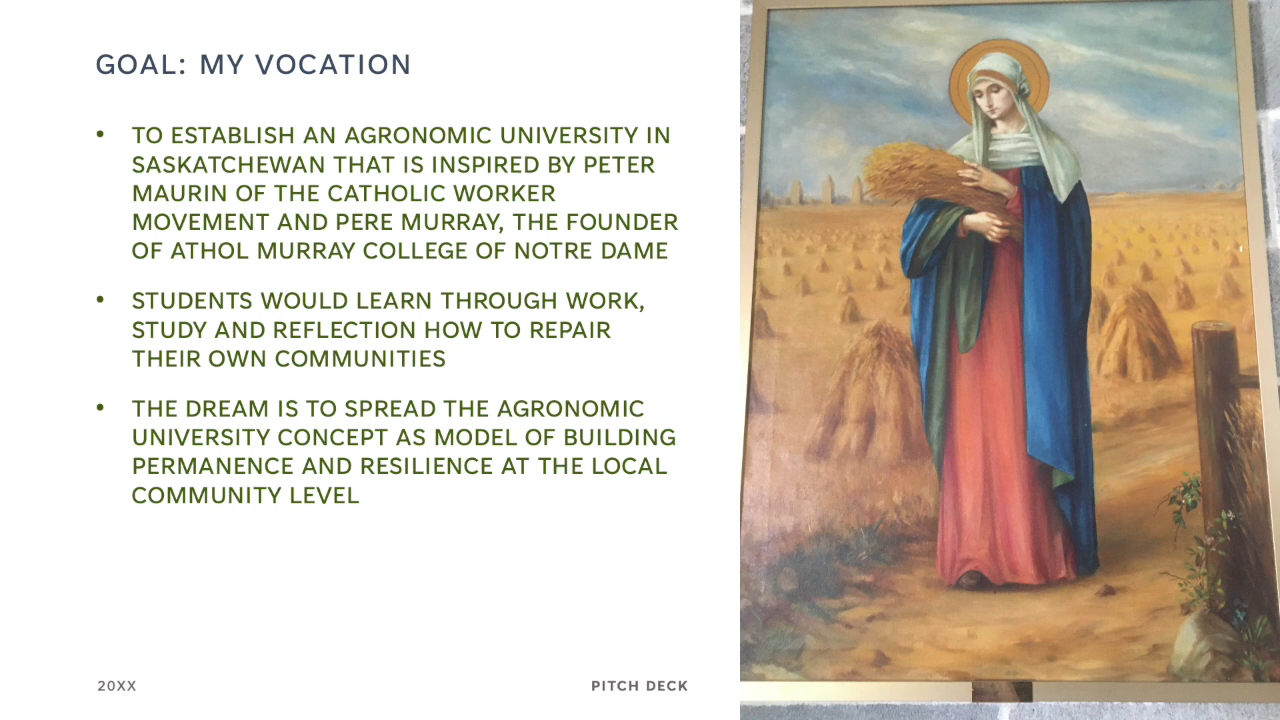 GOAL: MY VOCATION
• TO ESTABLISH AN AGRONOMIC UNIVERSITY IN
SASKATCHEWAN THAT IS INSPIRED BY PETER
MAURIN OF THE CATHOLIC WORKER
MOVEMENT AND PERE MURRAY, THE FOUNDER
OF ATHOL MURRAY COLLEGE OF NOTRE DAME
• STUDENTS WOULD LEARN THROUGH WORK,
STUDY AND REFLECTION HOW TO REPAIR
THEIR OWN COMMUNITIES
• THE DREAM IS TO SPREAD THE AGRONOMIC
UNIVERSITY CONCEPT AS MODEL OF BUILDING
PERMANENCE AND RESILIENCE AT THE LOCAL
COMMUNITY LEVEL
20XX
PITCH DECK